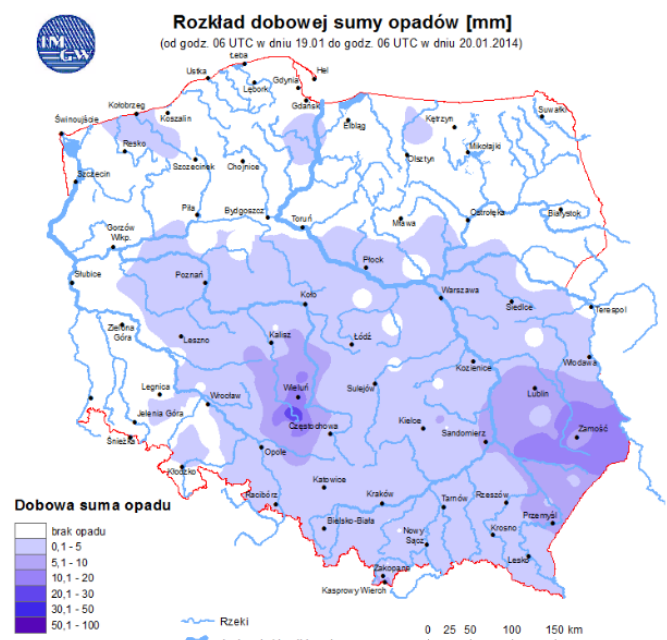 Rozkład dobowej sumy opadów [mm]
(od godz. 06 UTC w dniu 19.01 do godz. 06 UTC w dniu 20.01.2014)
IM
GW
Łeba
Hel
Ustka
Gdynia
Lębork
Gdańsk
Kołobrzeg
Koszalin
Suwałki
Świnoujście
Elbląg
Kętrzyn
Resko
Mikołajki
Szczecinek
Chojnice
Olsztyn
Szczecin
Piła
Bydgoszcz
Toruń
Mława
Ostrołęka
Białystok
Gorzów
Wlkp.
Płock
Słubice
Poznań
Warszawa
Koło
Siedlce
Terespol
Zielona
Góra
Leszno
Kalisz
Łódź
Kozienice
Włodawa
Legnica
Wrocław
Wieluń
Sulejów
Lublin
Jelenia Góra
Częstochowa
Kielce
Sandomierz
Zamość
Śnieżka
Opole
Kłodzko
Katowice
Racibórz
Kraków
Tarnów
Rzeszów
Przemyśl
Bielsko-Biała
Nowy
Sącz
Krosno
Lesko
Zakopane
Kasprowy Wierch
Dobowa suma opadu
brak opadu
0,1 - 5
5,1 - 10
10,1 - 20
20,1 - 30
30,1 - 50
50,1 - 100
Rzeki
0 25 50 100 150 km